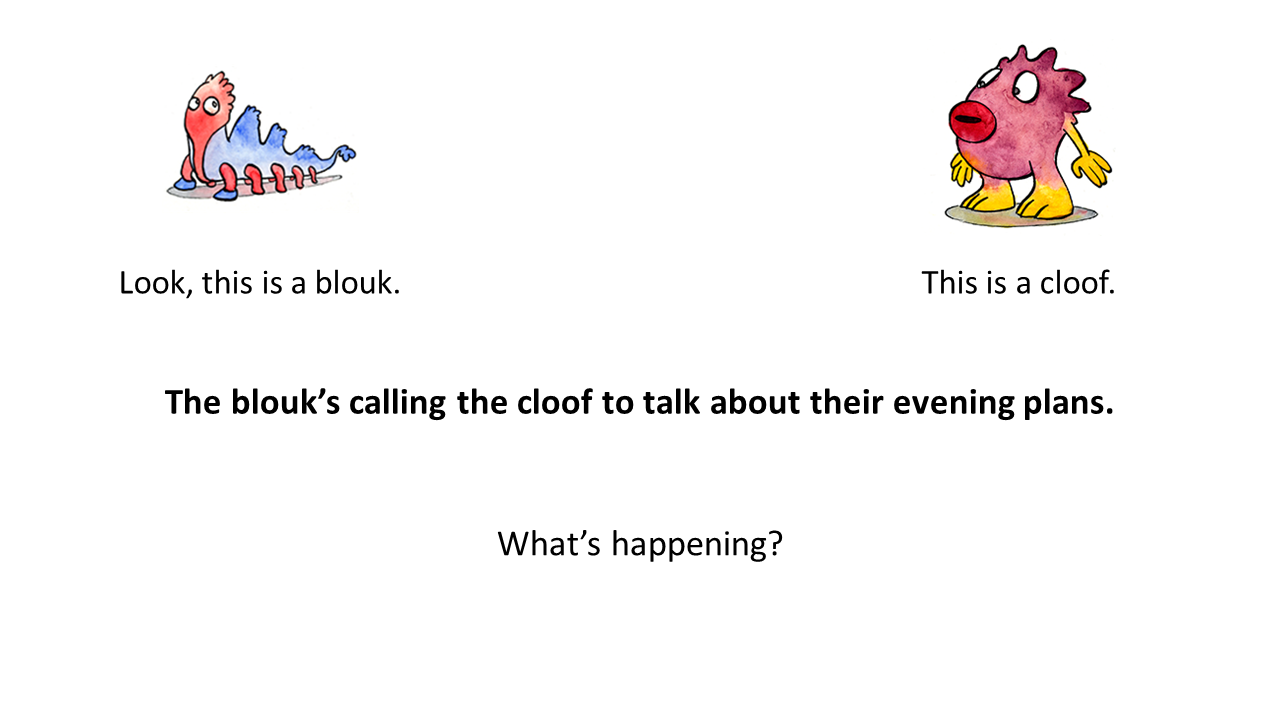 Look, this is a blouk.
This is a cloof.
The blouk’s calling the cloof to talk about their evening plans.
What’s happening?